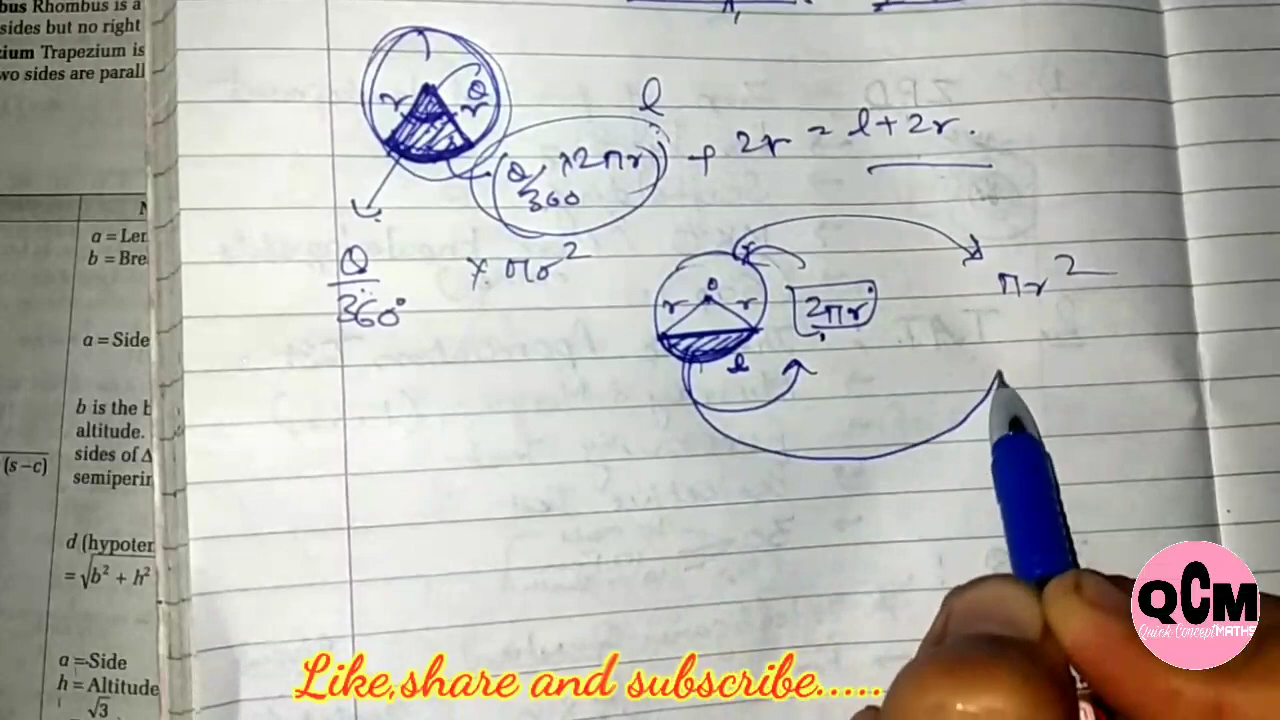 bus Rhombus is a
sides but no right
zium Trapezium is
wo sides are parall
a = Len
b = Bre
a = Side
b is the b
altitude.
(s−c)
sides of Δ
semiperin
d (hypoter
= √b² + h²
a = Side
h = Altitude
√3
r θ r
l
θ/360 × 2πr + 2r = l + 2r.
θ/360° × πr²
θ
r r
l
2πr
πr²
QCM
Quick Concept MATHS
Like,share and subscribe.....